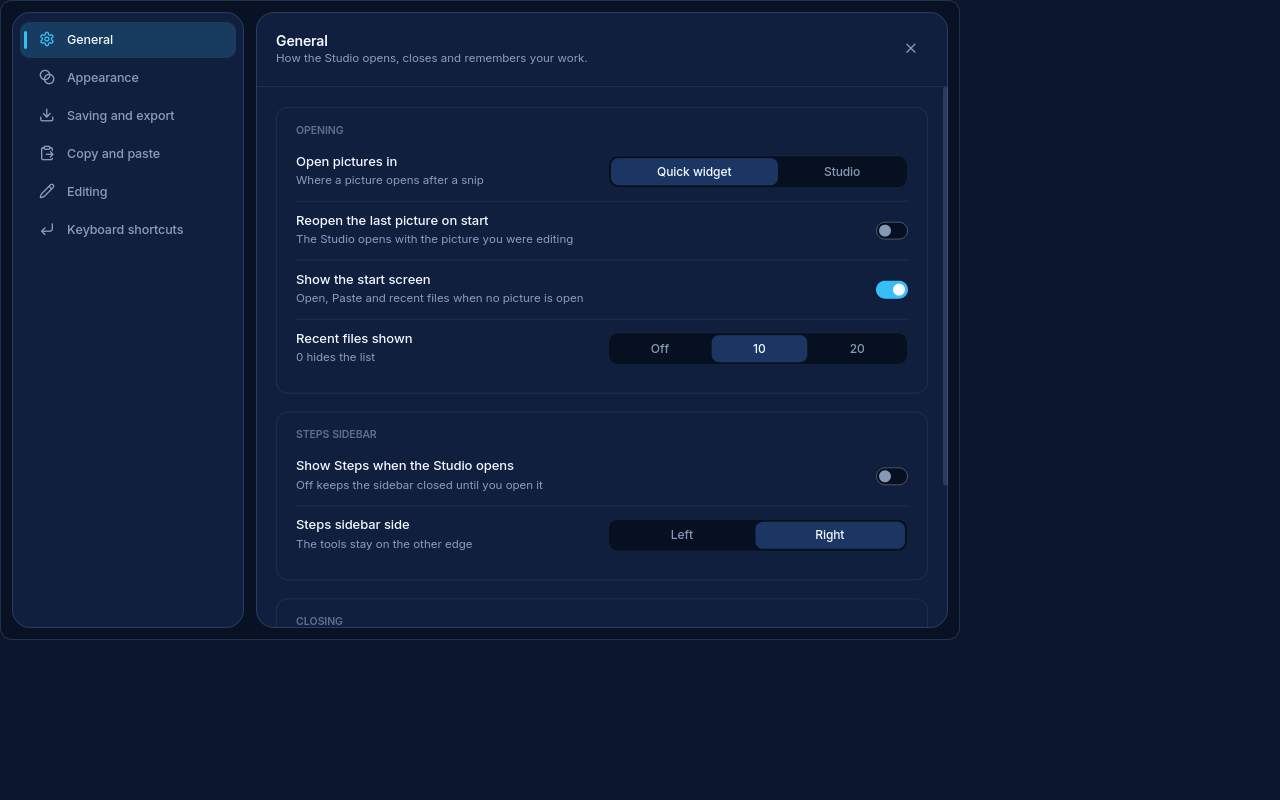 General
Appearance
Saving and export
Copy and paste
Editing
Keyboard shortcuts
General
How the Studio opens, closes and remembers your work.
OPENING
Open pictures in
Where a picture opens after a snip
Quick widget
Studio
Reopen the last picture on start
The Studio opens with the picture you were editing
Show the start screen
Open, Paste and recent files when no picture is open
Recent files shown
0 hides the list
Off
10
20
STEPS SIDEBAR
Show Steps when the Studio opens
Off keeps the sidebar closed until you open it
Steps sidebar side
The tools stay on the other edge
Left
Right
CLOSING